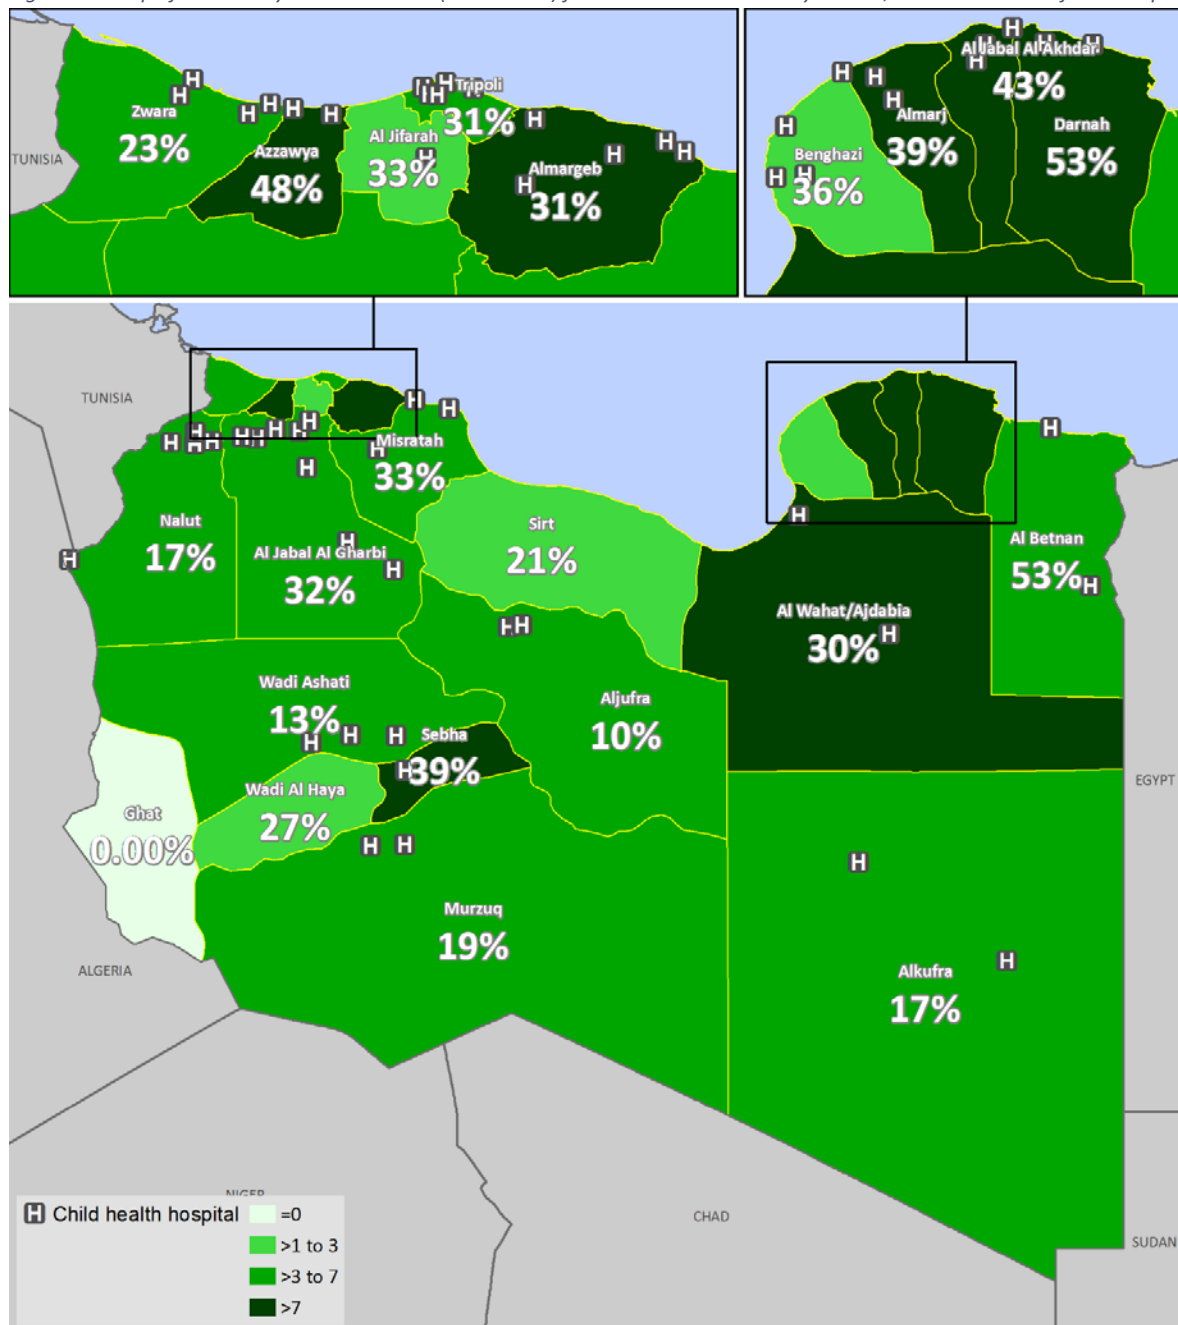 TUNISIA
Zwara
23%
Azzawya
48%
Al Jifarah
33%
Tripoli
31%
Almargeb
31%
Al Jabal Al Akhdar
43%
Almarj
39%
Darnah
53%
Benghazi
36%
TUNISIA
Misratah
33%
Nalut
17%
Al Jabal Al Gharbi
32%
Sirt
21%
Al Betnan
53%
Al Wahat/Ajdabia
30%
Wadi Ashati
13%
Aljufra
10%
Sebha
39%
Wadi Al Haya
27%
Ghat
0.00%
EGYPT
Murzuq
19%
Alkufra
17%
ALGERIA
NIGER
CHAD
SUDAN
H Child health hospital
=0
>1 to 3
>3 to 7
>7